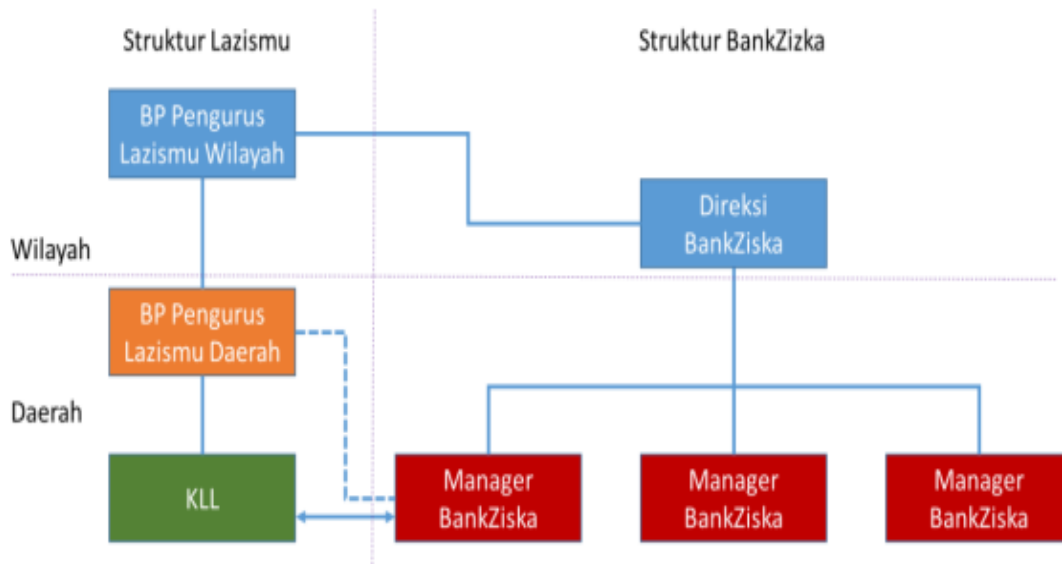 Struktur Lazismu
Struktur BankZizka
BP Pengurus
Lazismu Wilayah
Direksi
BankZiska
Wilayah
BP Pengurus
Lazismu Daerah
Daerah
KLL
Manager
BankZiska
Manager
BankZiska
Manager
BankZiska